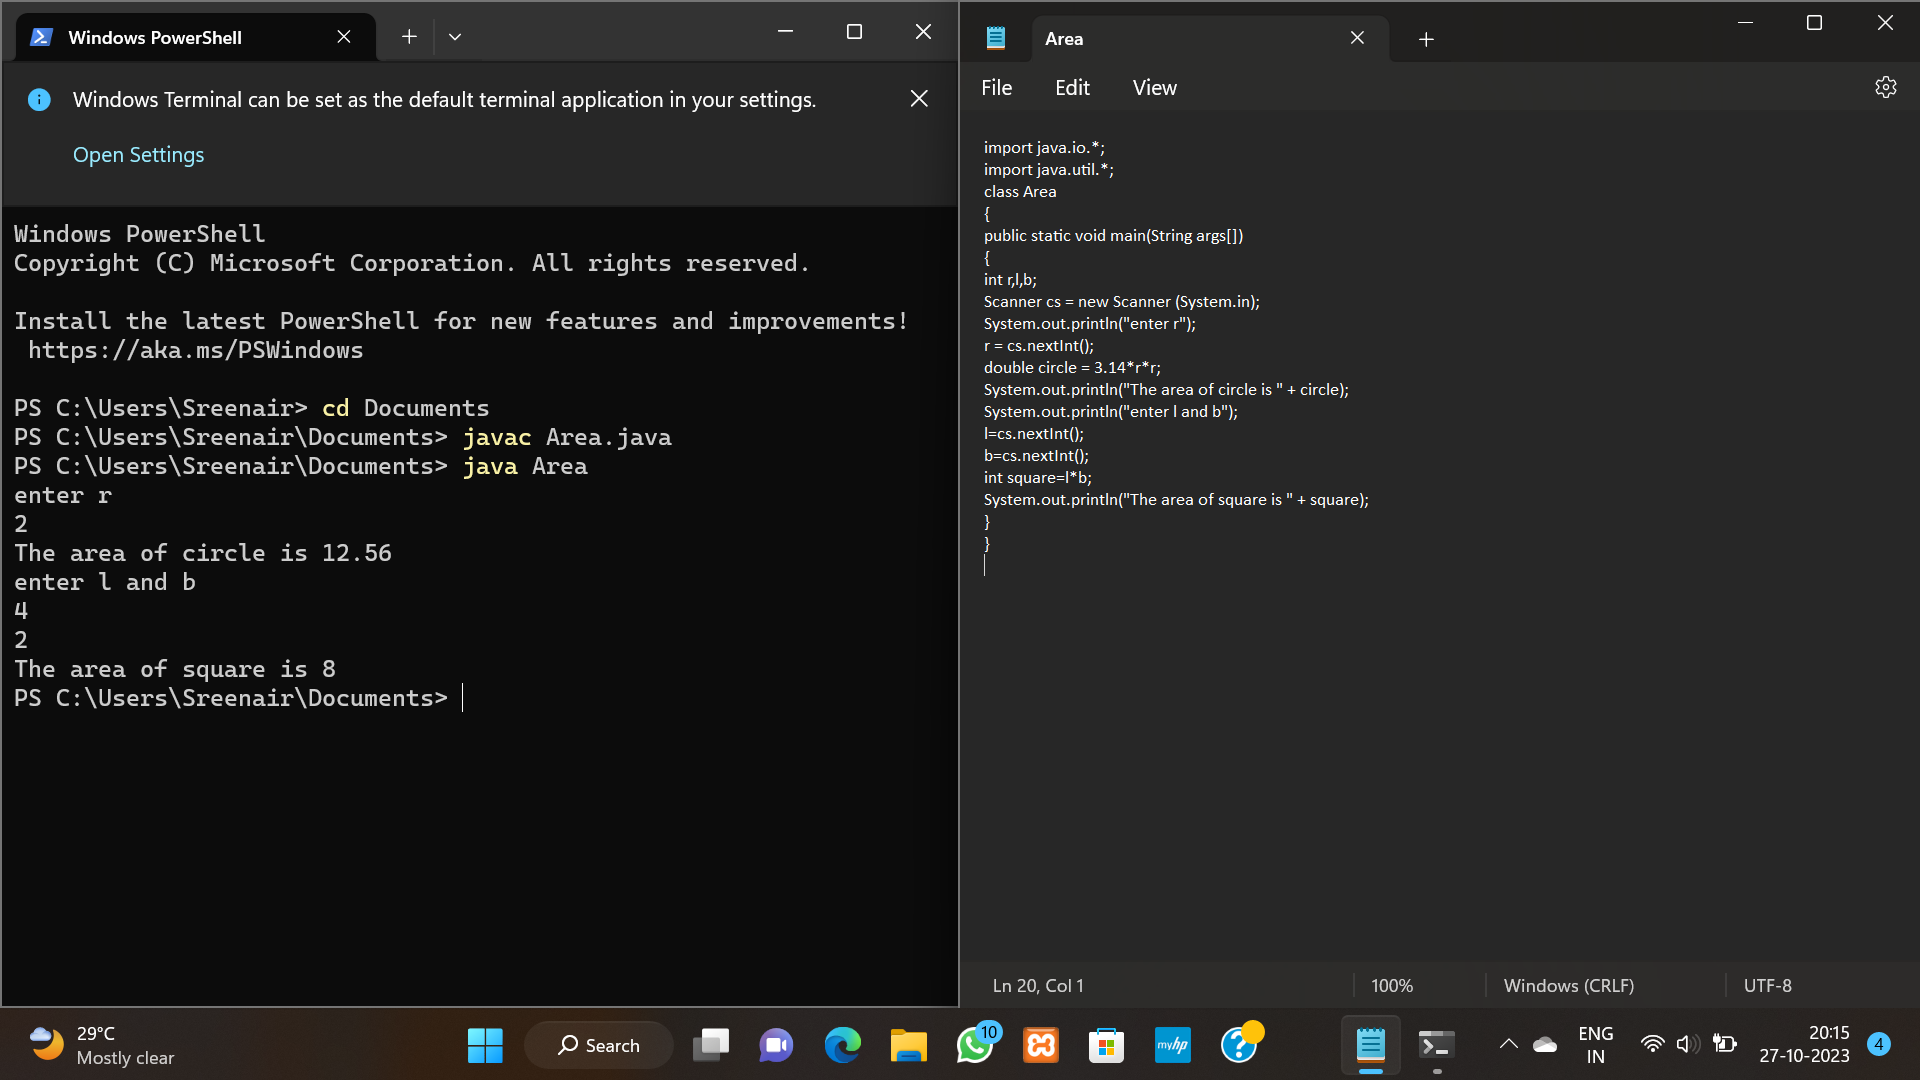 Windows PowerShell
Windows Terminal can be set as the default terminal application in your settings.
Open Settings
Windows PowerShell
Copyright (C) Microsoft Corporation. All rights reserved.
Install the latest PowerShell for new features and improvements!
https://aka.ms/PSWindows
PS C:\Users\Sreenair> cd Documents
PS C:\Users\Sreenair\Documents> javac Area.java
PS C:\Users\Sreenair\Documents> java Area
enter r
2
The area of circle is 12.56
enter l and b
4
2
The area of square is 8
PS C:\Users\Sreenair\Documents>
Area
File Edit View
import java.io.*;
import java.util.*;
class Area
{
public static void main(String args[])
{
int r,l,b;
Scanner cs = new Scanner (System.in);
System.out.println("enter r");
r = cs.nextInt();
double circle = 3.14*r*r;
System.out.println("The area of circle is " + circle);
System.out.println("enter l and b");
l=cs.nextInt();
b=cs.nextInt();
int square=l*b;
System.out.println("The area of square is " + square);
}
}
Ln 20, Col 1 100% Windows (CRLF) UTF-8
29°C
Mostly clear
Search
10
myhp
ENG
IN
20:15
27-10-2023
4